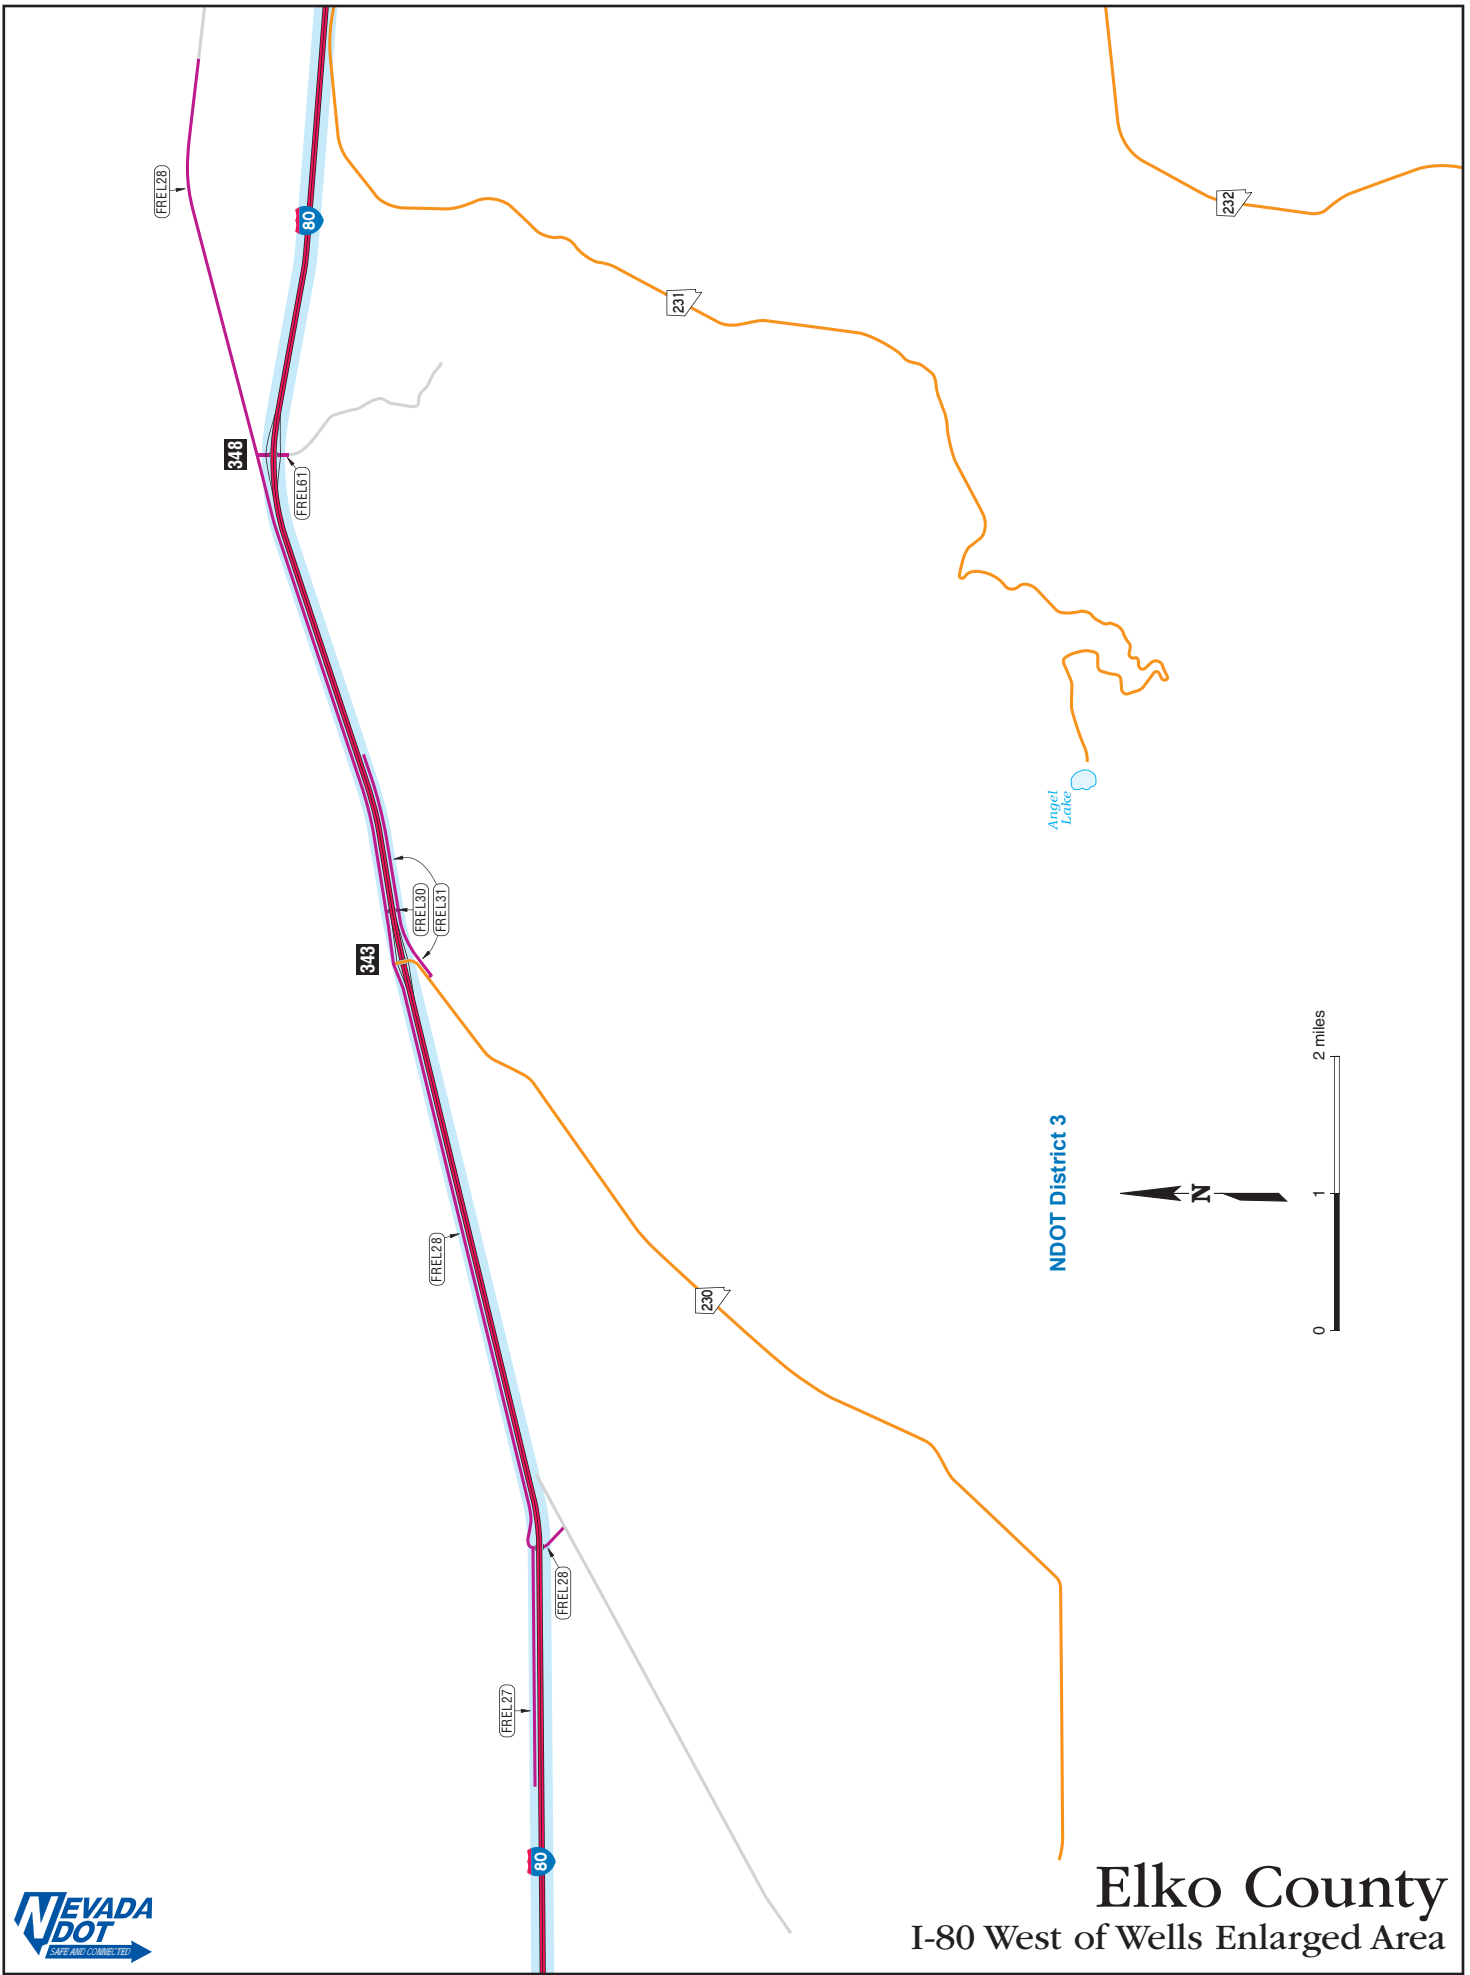 FREL28
80
232
231
348
FREL61
Angel
Lake
FREL30
FREL31
343
2 miles
1
0
NDOT District 3
N
FREL28
230
FREL28
FREL27
80
Elko County
I-80 West of Wells Enlarged Area
NEVADA
DOT
SAFE AND CONNECTED